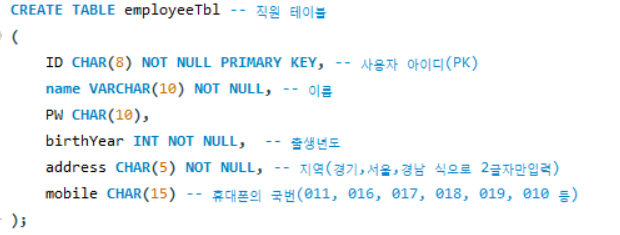 CREATE TABLE employeeTbl -- 직원 테이블
(
ID CHAR(8) NOT NULL PRIMARY KEY, -- 사용자 아이디(PK)
name VARCHAR(10) NOT NULL, -- 이름
PW CHAR(10),
birthYear INT NOT NULL,  -- 출생년도
address CHAR(5) NOT NULL, -- 지역(경기,서울,경남 식으로 2글자만입력)
mobile CHAR(15) -- 휴대폰의 국번(011, 016, 017, 018, 019, 010 등)
);